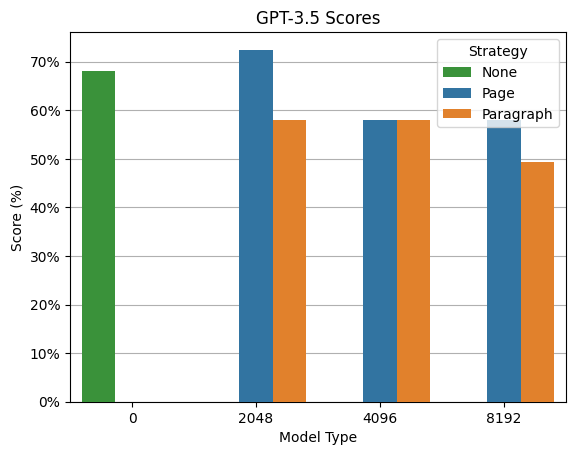 GPT-3.5 Scores
Strategy
None
Page
Paragraph
70%
60%
50%
40%
30%
20%
10%
0%
Score (%)
0
2048
4096
8192
Model Type